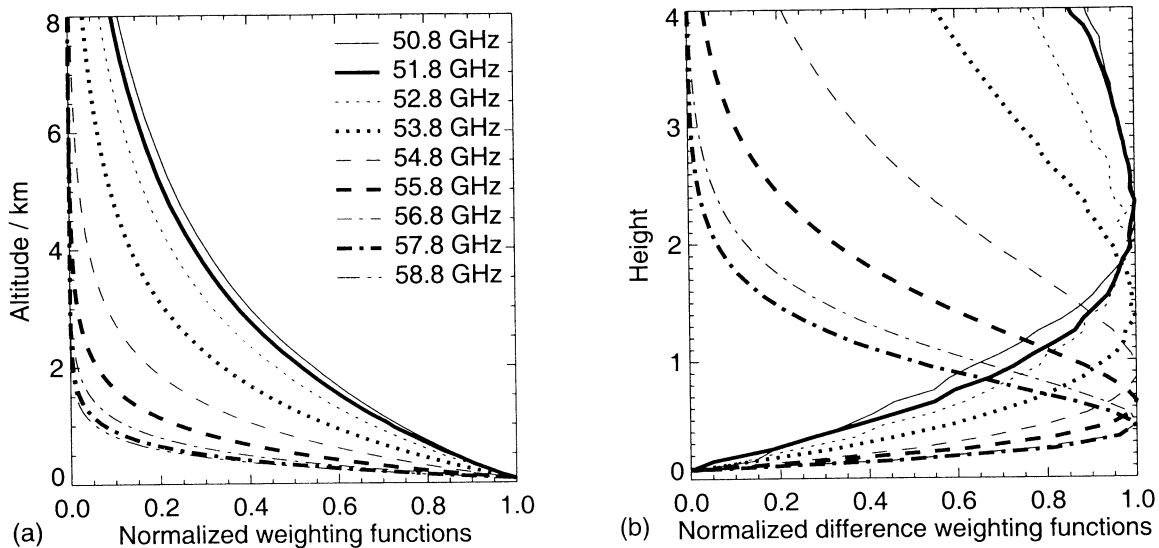 8
6
4
2
0
Altitude / km
50.8 GHz
51.8 GHz
52.8 GHz
53.8 GHz
54.8 GHz
55.8 GHz
56.8 GHz
57.8 GHz
58.8 GHz
0.0 0.2 0.4 0.6 0.8 1.0
(a) Normalized weighting functions
4
3
2
1
0
Height
0.0 0.2 0.4 0.6 0.8 1.0
(b) Normalized difference weighting functions